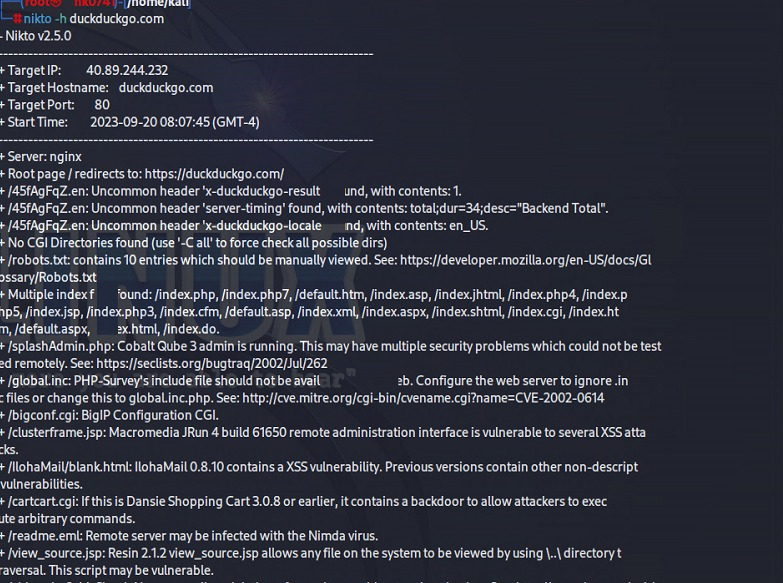 (root㉿ hk0741)-[/home/kali]
#nikto -h duckduckgo.com
- Nikto v2.5.0
---------------------------------------------------------------------------
+ Target IP: 40.89.244.232
+ Target Hostname: duckduckgo.com
+ Target Port: 80
+ Start Time: 2023-09-20 08:07:45 (GMT-4)
---------------------------------------------------------------------------
+ Server: nginx
+ Root page / redirects to: https://duckduckgo.com/
+ /45fAgFqZ.en: Uncommon header 'x-duckduckgo-result und, with contents: 1.
+ /45fAgFqZ.en: Uncommon header 'server-timing' found, with contents: total;dur=34;desc="Backend Total".
+ /45fAgFqZ.en: Uncommon header 'x-duckduckgo-locale nd, with contents: en_US.
+ No CGI Directories found (use '-C all' to force check all possible dirs)
+ /robots.txt: contains 10 entries which should be manually viewed. See: https://developer.mozilla.org/en-US/docs/Gl
ossary/Robots.txt
+ Multiple index f ound: /index.php, /index.php7, /default.htm, /index.asp, /index.jhtml, /index.php4, /index.p
hp5, /index.jsp, /index.php3, /index.cfm, /default.asp, /index.xml, /index.aspx, /index.shtml, /index.cgi, /index.ht
m, /default.aspx, ex.html, /index.do.
+ /splashAdmin.php: Cobalt Qube 3 admin is running. This may have multiple security problems which could not be test
ed remotely. See: https://seclists.org/bugtraq/2002/Jul/262
+ /global.inc: PHP-Survey's include file should not be avail eb. Configure the web server to ignore .in
c files or change this to global.inc.php. See: http://cve.mitre.org/cgi-bin/cvename.cgi?name=CVE-2002-0614
+ /bigconf.cgi: BigIP Configuration CGI.
+ /clusterframe.jsp: Macromedia JRun 4 build 61650 remote administration interface is vulnerable to several XSS atta
cks.
+ /IlohaMail/blank.html: IlohaMail 0.8.10 contains a XSS vulnerability. Previous versions contain other non-descript
vulnerabilities.
+ /cartcart.cgi: If this is Dansie Shopping Cart 3.0.8 or earlier, it contains a backdoor to allow attackers to exec
ute arbitrary commands.
+ /readme.eml: Remote server may be infected with the Nimda virus.
+ /view_source.jsp: Resin 2.1.2 view_source.jsp allows any file on the system to be viewed by using \..\ directory t
raversal. This script may be vulnerable.